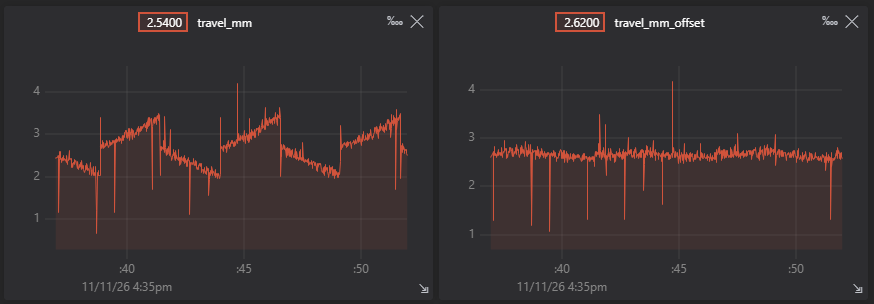 2.5400 travel_mm ‰
4
3
2
1
:40 :45 :50
11/11/26 4:35pm
2.6200 travel_mm_offset ‰
4
3
2
1
:40 :45 :50
11/11/26 4:35pm